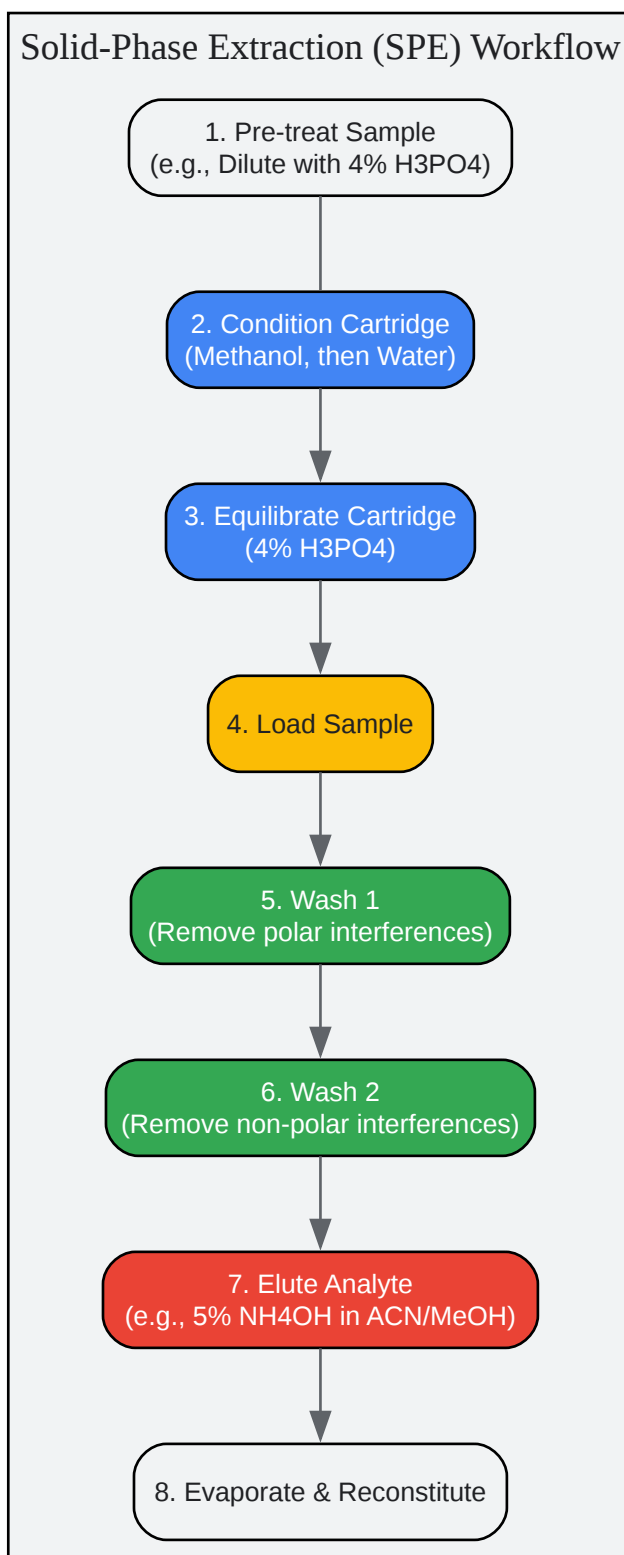 Solid-Phase Extraction (SPE) Workflow
1. Pre-treat Sample
(e.g., Dilute with 4% H3PO4)
2. Condition Cartridge
(Methanol, then Water)
3. Equilibrate Cartridge
(4% H3PO4)
4. Load Sample
5. Wash 1
(Remove polar interferences)
6. Wash 2
(Remove non-polar interferences)
7. Elute Analyte
(e.g., 5% NH4OH in ACN/MeOH)
8. Evaporate & Reconstitute